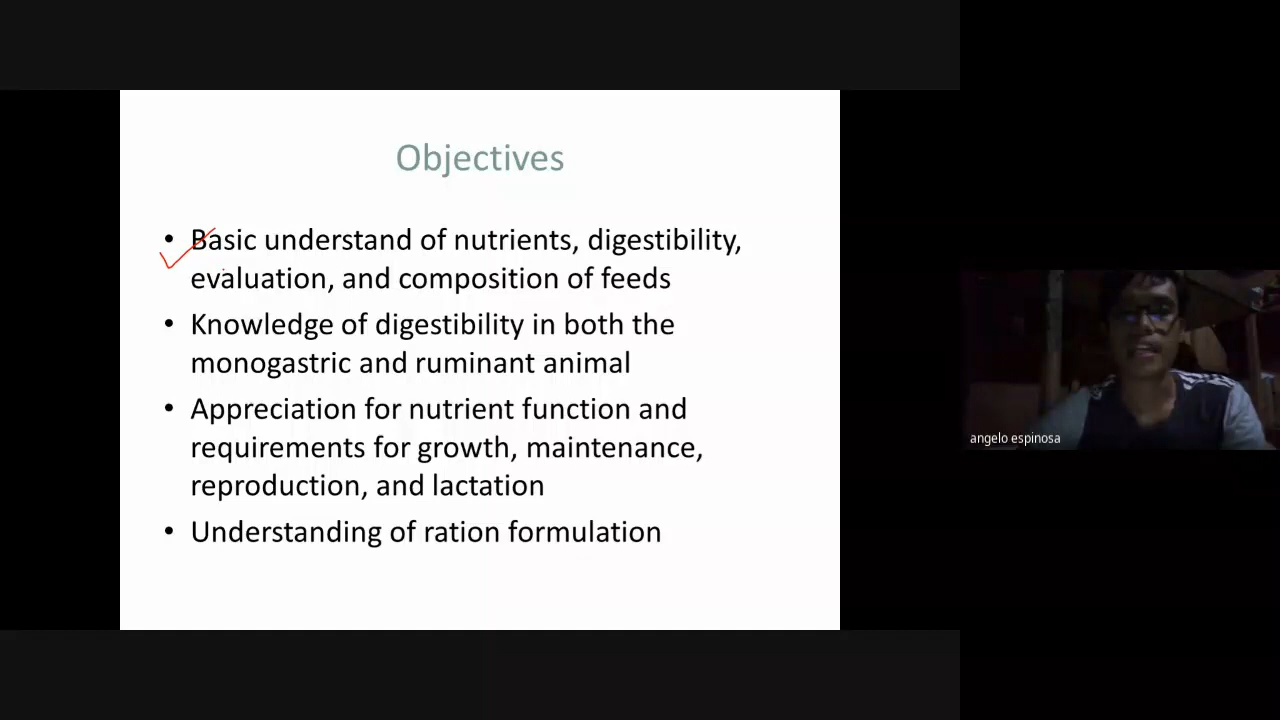 Objectives
• Basic understand of nutrients, digestibility,
evaluation, and composition of feeds
• Knowledge of digestibility in both the
monogastric and ruminant animal
• Appreciation for nutrient function and
requirements for growth, maintenance,
reproduction, and lactation
• Understanding of ration formulation
angelo espinosa